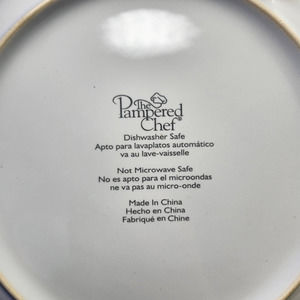 The
Pampered
Chef®
Dishwasher Safe
Apto para lavaplatos automático
va au lave-vaisselle
Not Microwave Safe
No es apto para el microondas
ne va pas au micro-onde
Made In China
Hecho en China
Fabriqué en Chine